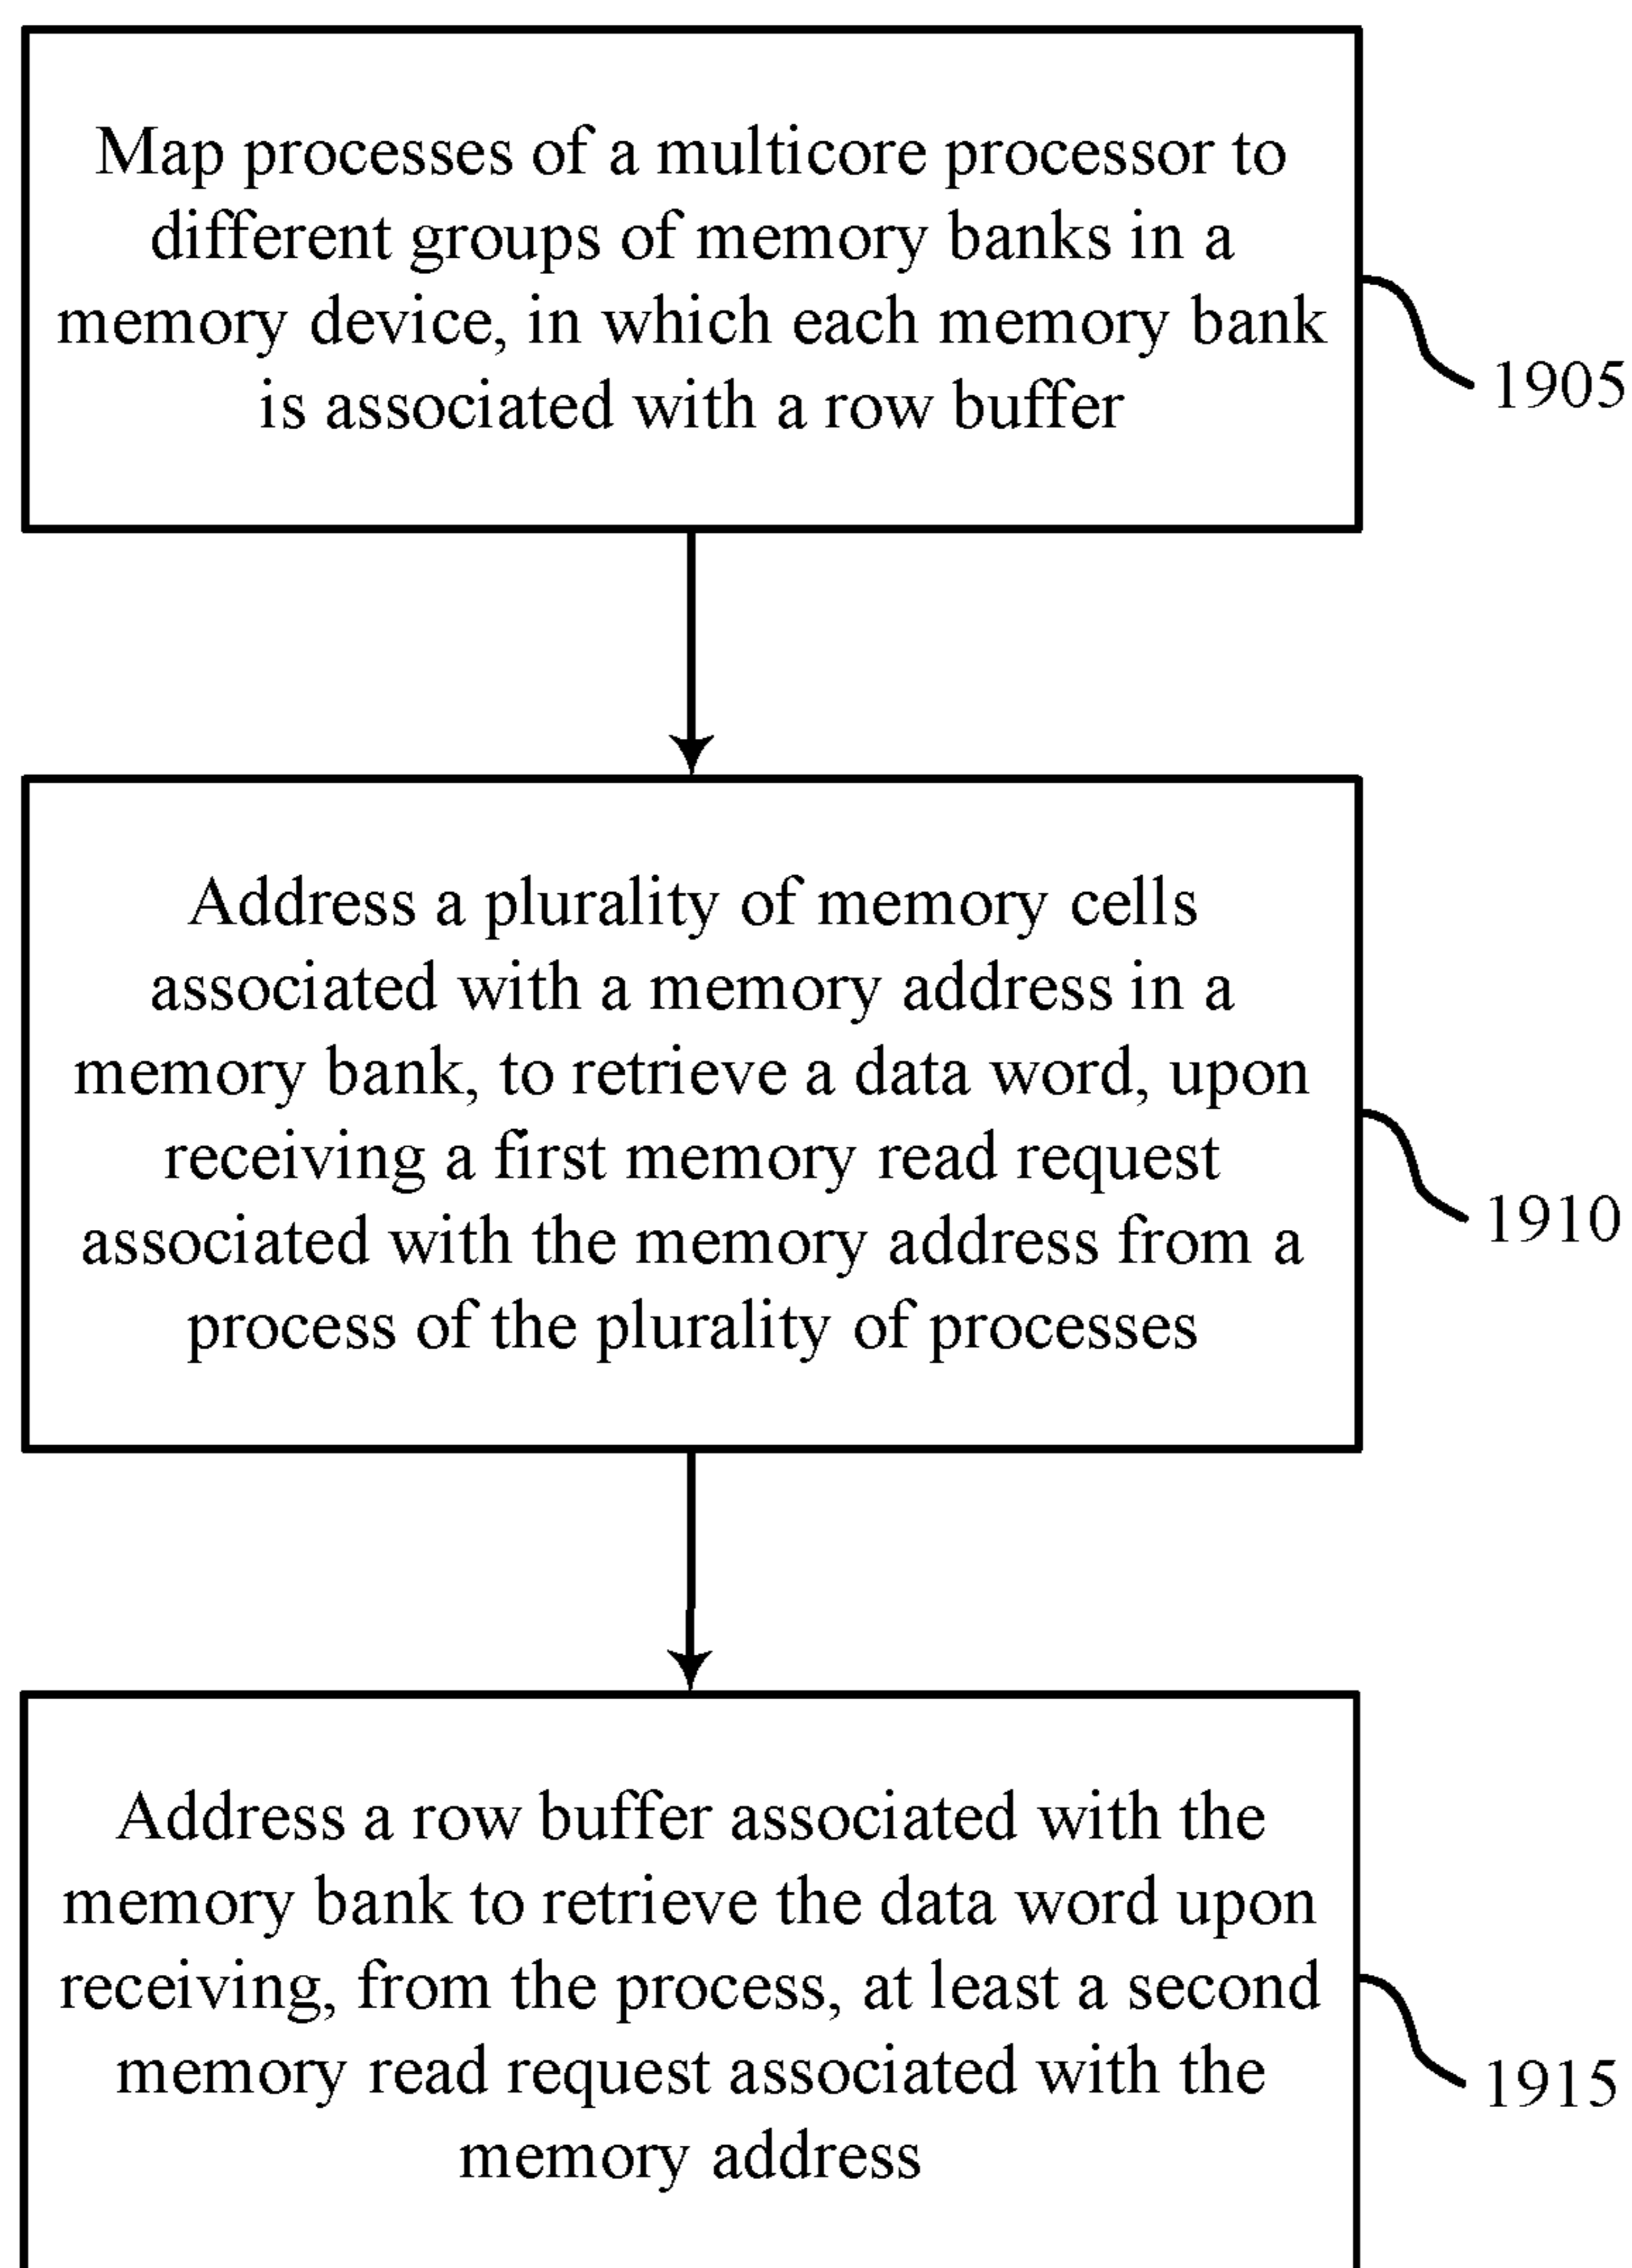 Map processes of a multicore processor to
different groups of memory banks in a
memory device, in which each memory bank
is associated with a row buffer
1905
Address a plurality of memory cells
associated with a memory address in a
memory bank, to retrieve a data word, upon
receiving a first memory read request
associated with the memory address from a
process of the plurality of processes
1910
Address a row buffer associated with the
memory bank to retrieve the data word upon
receiving, from the process, at least a second
memory read request associated with the
memory address
1915